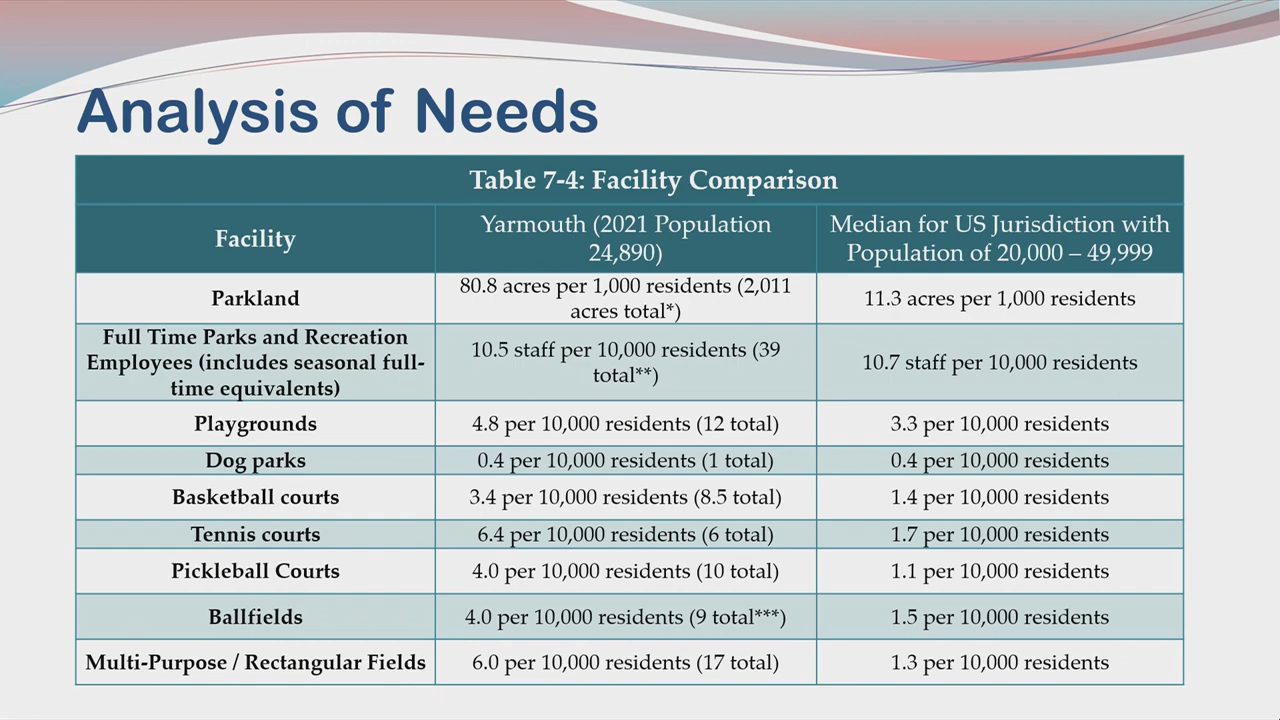 Analysis of Needs
Table 7-4: Facility Comparison
Facility
Yarmouth (2021 Population
24,890)
Median for US Jurisdiction with
Population of 20,000 – 49,999
Parkland
80.8 acres per 1,000 residents (2,011
acres total*)
11.3 acres per 1,000 residents
Full Time Parks and Recreation
Employees (includes seasonal full-
time equivalents)
10.5 staff per 10,000 residents (39
total**)
10.7 staff per 10,000 residents
Playgrounds
4.8 per 10,000 residents (12 total)
3.3 per 10,000 residents
Dog parks
0.4 per 10,000 residents (1 total)
0.4 per 10,000 residents
Basketball courts
3.4 per 10,000 residents (8.5 total)
1.4 per 10,000 residents
Tennis courts
6.4 per 10,000 residents (6 total)
1.7 per 10,000 residents
Pickleball Courts
4.0 per 10,000 residents (10 total)
1.1 per 10,000 residents
Ballfields
4.0 per 10,000 residents (9 total***)
1.5 per 10,000 residents
Multi-Purpose / Rectangular Fields
6.0 per 10,000 residents (17 total)
1.3 per 10,000 residents